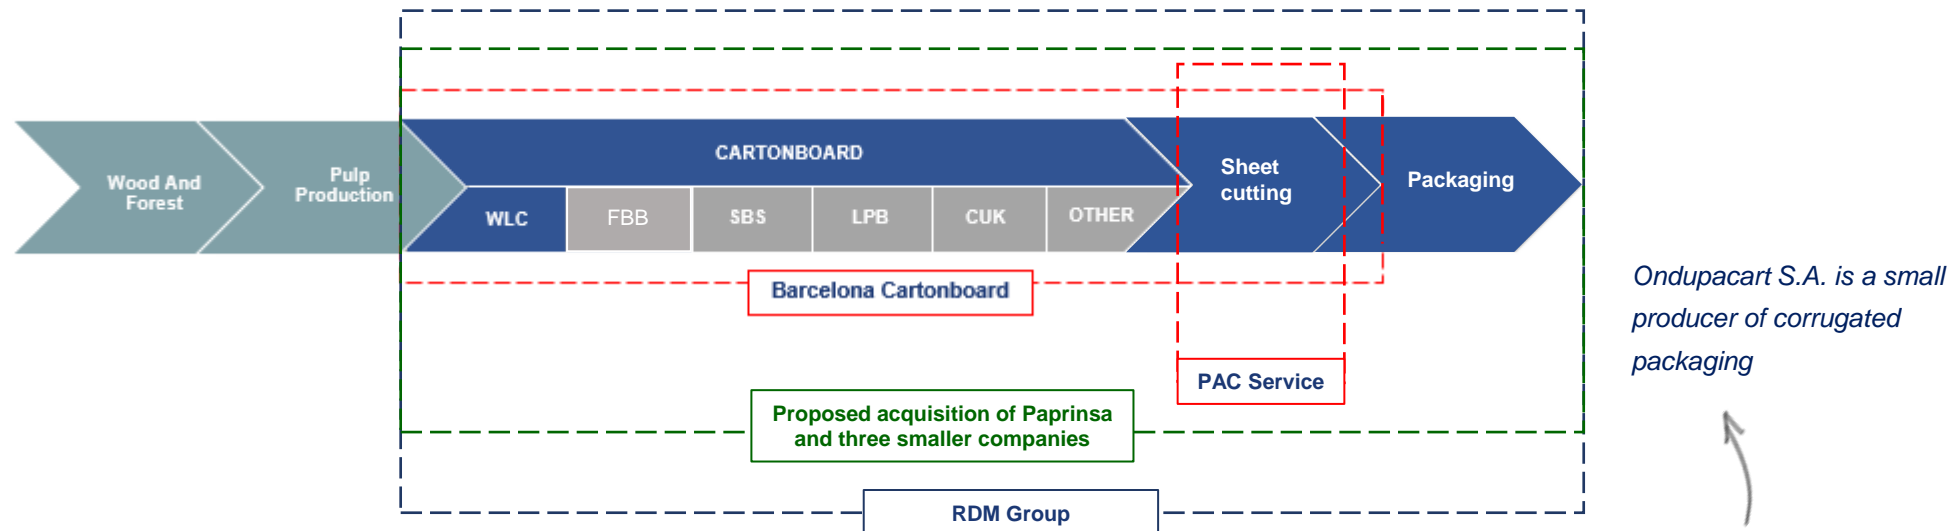 Wood And
Forest
Pulp
Production
CARTONBOARD
WLC
FBB
SBS
LPB
CUK
OTHER
Sheet
cutting
Packaging
Barcelona Cartonboard
PAC Service
Proposed acquisition of Paprinsa
and three smaller companies
RDM Group
Ondupacart S.A. is a small
producer of corrugated
packaging